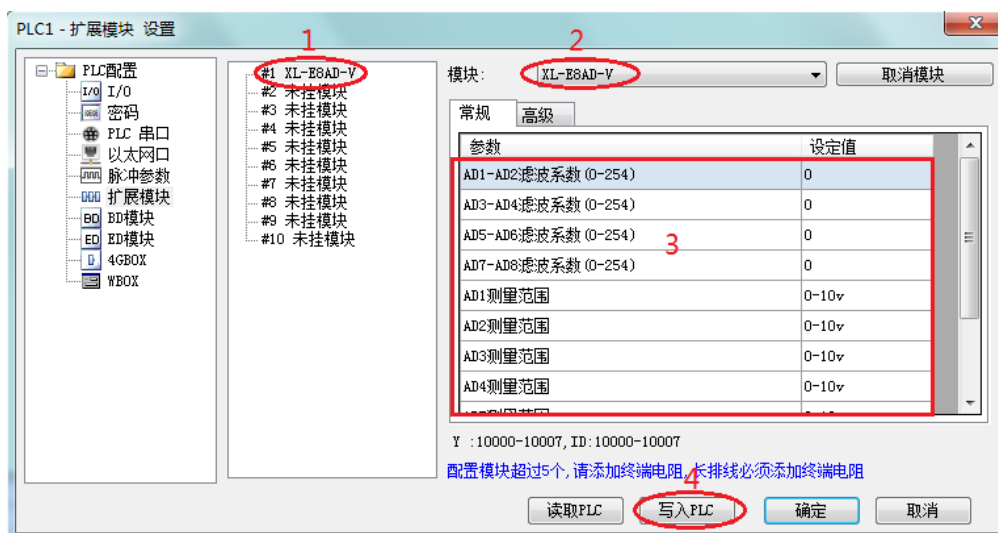 PLC1 - 扩展模块 设置
1
2
PLC配置
I/O I/O
密码
PLC 串口
以太网口
脉冲参数
扩展模块
BD BD模块
ED ED模块
4GBOX
WBOX
#1 XL-E8AD-V
#2 未挂模块
#3 未挂模块
#4 未挂模块
#5 未挂模块
#6 未挂模块
#7 未挂模块
#8 未挂模块
#9 未挂模块
#10 未挂模块
模块: XL-E8AD-V 取消模块
常规 高级
参数 设定值
AD1-AD2滤波系数(0-254) 0
AD3-AD4滤波系数(0-254) 0
AD5-AD6滤波系数(0-254) 0
3
AD7-AD8滤波系数(0-254) 0
AD1测量范围 0-10v
AD2测量范围 0-10v
AD3测量范围 0-10v
AD4测量范围 0-10v
Y :10000-10007,ID:10000-10007
配置模块超过5个,请添加终端电阻,长排线必须添加终端电阻
4
读取PLC 写入PLC 确定 取消